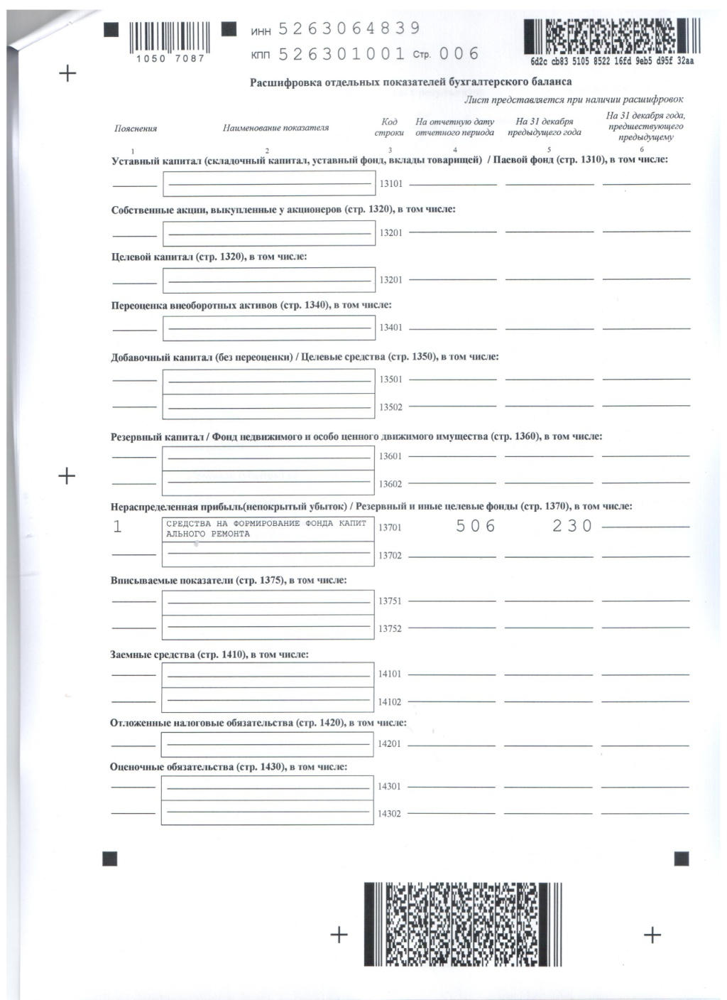 ИНН 5263064839
1050 7087
КПП 526301001 Стр. 006
6d2c cb83 5105 8522 16fd 9eb5 d95f 32aa
Расшифровка отдельных показателей бухгалтерского баланса
Лист представляется при наличии расшифровок
Пояснения Наименование показателя Код строки На отчетную дату отчетного периода На 31 декабря предыдущего года На 31 декабря года, предшествующего предыдущему
1 2 3 4 5 6
Уставный капитал (складочный капитал, уставный фонд, вклады товарищей) / Паевой фонд (стр. 1310), в том числе:
13101
Собственные акции, выкупленные у акционеров (стр. 1320), в том числе:
13201
Целевой капитал (стр. 1320), в том числе:
13201
Переоценка внеоборотных активов (стр. 1340), в том числе:
13401
Добавочный капитал (без переоценки) / Целевые средства (стр. 1350), в том числе:
13501
13502
Резервный капитал / Фонд недвижимого и особо ценного движимого имущества (стр. 1360), в том числе:
13601
13602
Нераспределенная прибыль(непокрытый убыток) / Резервный и иные целевые фонды (стр. 1370), в том числе:
1 СРЕДСТВА НА ФОРМИРОВАНИЕ ФОНДА КАПИТ 13701 506 230
АЛЬНОГО РЕМОНТА
13702
Вписываемые показатели (стр. 1375), в том числе:
13751
13752
Заемные средства (стр. 1410), в том числе:
14101
14102
Отложенные налоговые обязательства (стр. 1420), в том числе:
14201
Оценочные обязательства (стр. 1430), в том числе:
14301
14302